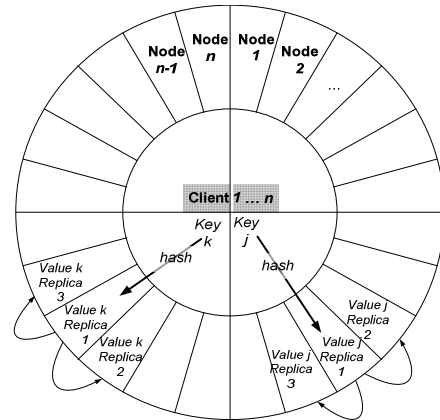 Node
n-1
Node
n
Node
1
Node
2
...
Client 1 ... n
Key
k
Key
j
hash
hash
Value k
Replica
3
Value k
Replica
1
Value k
Replica
2
Value j
Replica
2
Value j
Replica
1
Value j
Replica
3